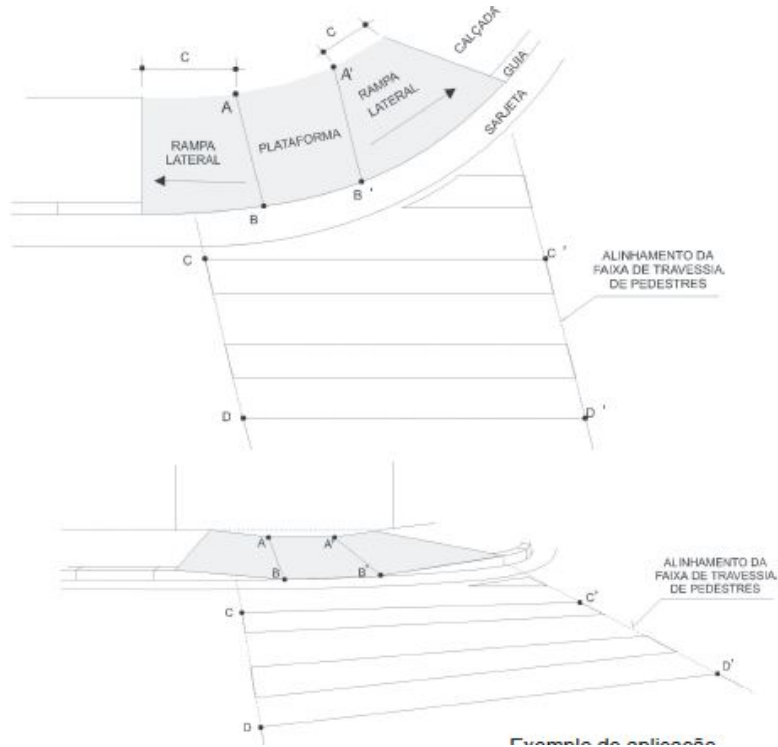 C
C
CALÇADA
GUIA
SARJETA
A
A'
RAMPA
LATERAL
PLATAFORMA
RAMPA
LATERAL
B
B'
C
C'
ALINHAMENTO DA
FAIXA DE TRAVESSIA.
DE PEDESTRES
D
D'
A
A'
B
B'
C
C'
ALINHAMENTO DA
FAIXA DE TRAVESSIA.
DE PEDESTRES
D
D'
Exemplo de aplicação